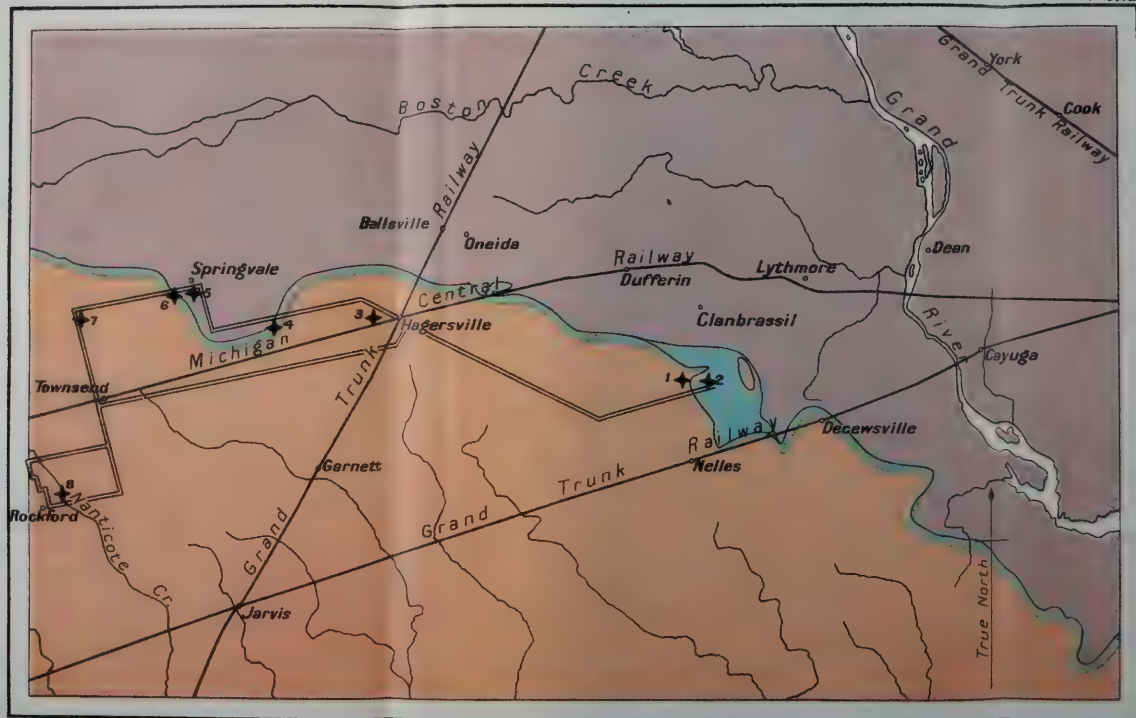 York
Grand Trunk Railway
Cook
Boston Creek
Grand River
Railway
Ballsville
Oneida
Dean
Springvale
Railway
Dufferin
Lythmore
6
5
Central
7
4
3
Hagersville
Clanbrassil
Michigan
Cayuga
Trunk
1
2
Townsend
Railway
Decewsville
Garnett
Nelles
Trunk
8
Nanticote Cr.
Rockford
Grand
Grand
Jarvis
True North